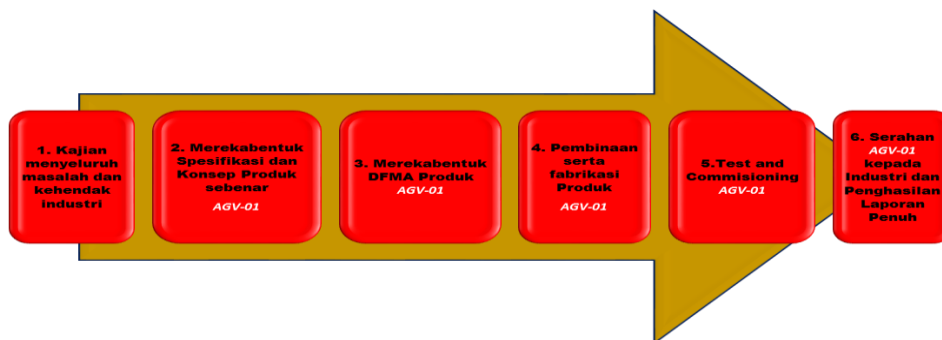 1. Kajian
menyeluruh
masalah dan
kehendak
industri
2. Merekabentuk
Spesifikasi dan
Konsep Produk
sebenar
AGV-01
3. Merekabentuk
DFMA Produk
AGV-01
4. Pembinaan
serta
fabrikasi
Produk
AGV-01
5.Test and
Commisioning
AGV-01
6. Serahan
AGV-01
kepada
Industri dan
Penghasilan
Laporan
Penuh